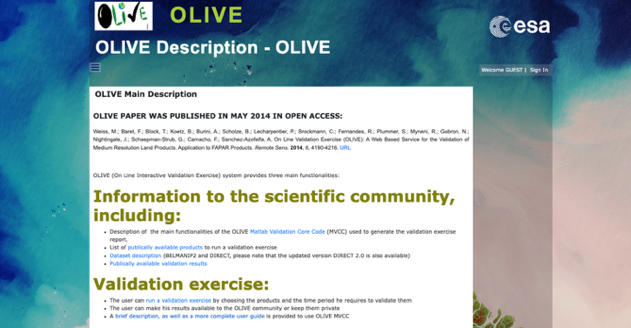 OLIVE
OLIVE
esa
OLIVE Description - OLIVE
Welcome GUEST | Sign In
OLIVE Main Description
OLIVE PAPER WAS PUBLISHED IN MAY 2014 IN OPEN ACCESS:
Weiss, M.; Baret, F.; Block, T.; Koetz, B.; Burini, A.; Scholze, B.; Lecharpentier, P.; Brockmann, C.; Fernandes, R.; Plummer, S.; Myneni, R.; Gobron, N.;
Nightingale, J.; Schaepman-Strub, G.; Camacho, F.; Sanchez-Azofeifa, A. On Line Validation Exercise (OLIVE): A Web Based Service for the Validation of
Medium Resolution Land Products. Application to FAPAR Products. Remote Sens. 2014, 6, 4190-4216. URL
OLIVE (On Line Interactive Validation Exercise) system provides three main functionalities:
Information to the scientific community,
including:
• Description of the main functionalities of the OLIVE Matlab Validation Core Code (MVCC) used to generate the validation exercise
report,
• List of publically available products to run a validation exercise
• Dataset description (BELMANIP2 and DIRECT, please note that the updated version DIRECT 2.0 is also available)
• Publically available validation results
Validation exercise:
• The user can run a validation exercise by choosing the products and the time period he requires to validate them
• The user can make his results available to the OLIVE community or keep them private
• A brief description, as well as a more complete user guide is provided to use OLIVE MVCC